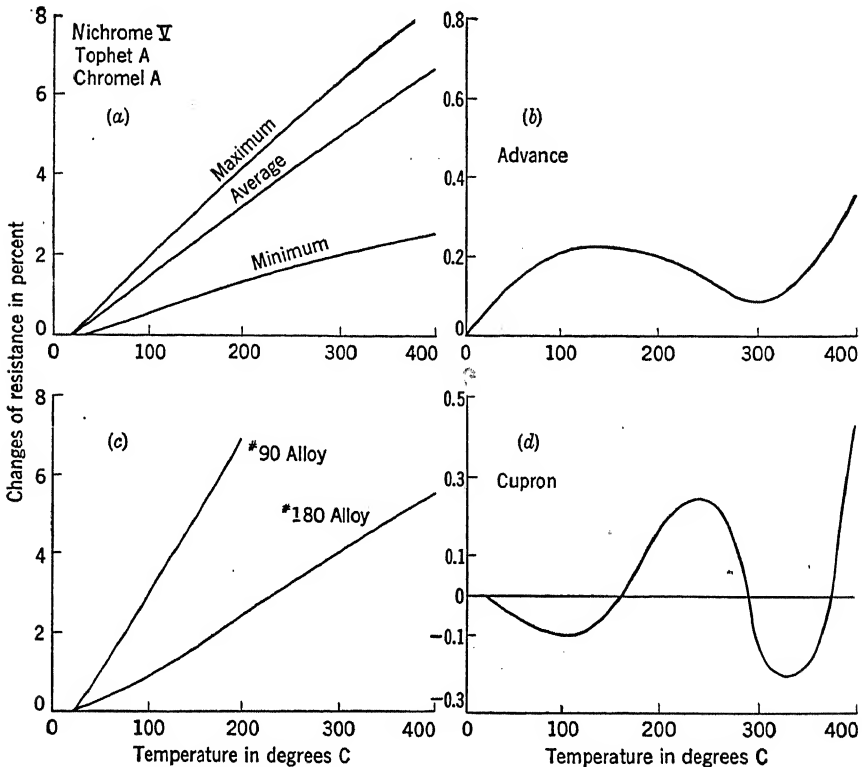 Changes of resistance in percent
8
6
4
2
0
Nichrome V
Tophet A
Chromel A
(a)
Maximum
Average
Minimum
0 100 200 300 400
0.8
0.6
0.4
0.2
0
(b)
Advance
0 100 200 300 400
8
6
4
2
0
(c)
#90 Alloy
#180 Alloy
0 100 200 300 400
Temperature in degrees C
0.5
0.3
0.1
0
-0.1
-0.3
(d)
Cupron
0 100 200 300 400
Temperature in degrees C